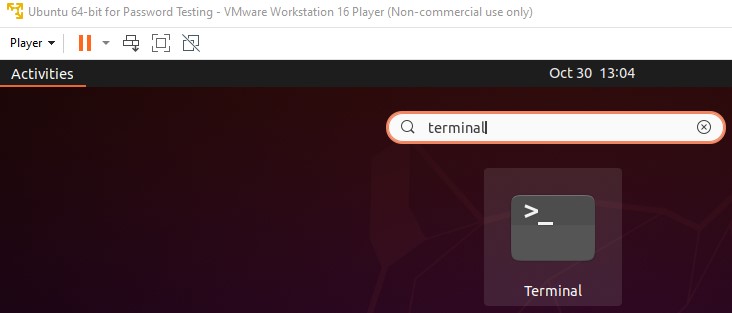 Ubuntu 64-bit for Password Testing - VMware Workstation 16 Player (Non-commercial use only)
Player
Activities
Oct 30 13:04
terminal
>_
Terminal